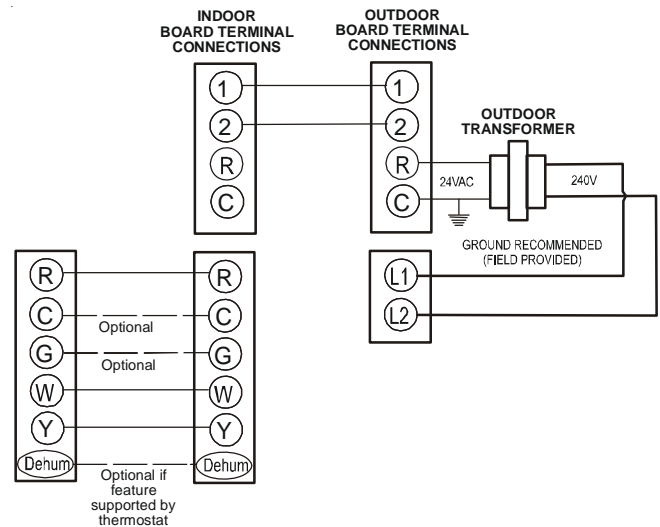 INDOOR
BOARD TERMINAL
CONNECTIONS
OUTDOOR
BOARD TERMINAL
CONNECTIONS
1
2
R
C
1
2
R
C
OUTDOOR
TRANSFORMER
24VAC
240V
GROUND RECOMMENDED
(FIELD PROVIDED)
L1
L2
R
C
G
W
Y
Dehum
Optional
Optional
Optional if
feature
supported by
thermostat
R
C
G
W
Y
Dehum